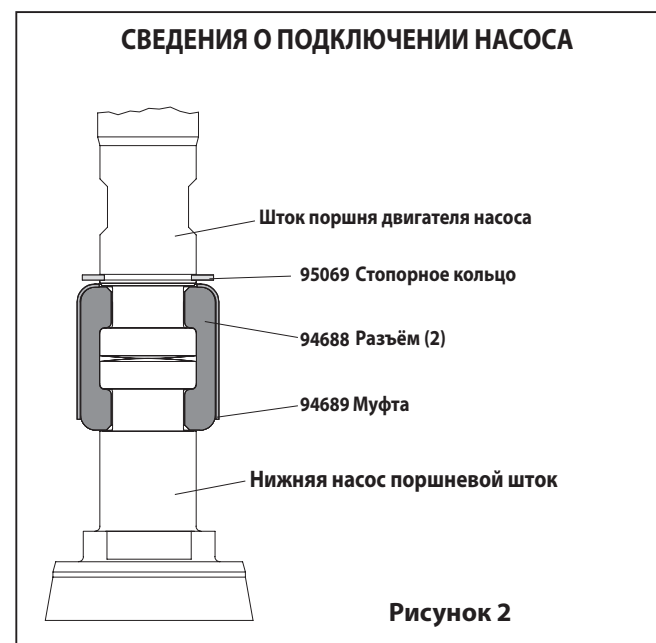 СВЕДЕНИЯ О ПОДКЛЮЧЕНИИ НАСОСА
Шток поршня двигателя насоса
95069 Стопорное кольцо
94688 Разъём (2)
94689 Муфта
Нижняя насос поршневой шток
Рисунок 2